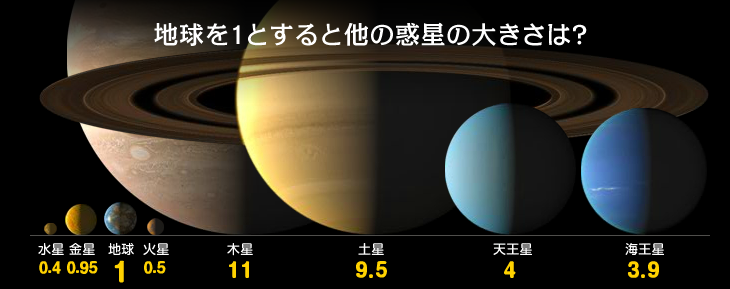 地球を1とすると他の惑星の大きさは?
水星 金星 地球 火星 木星 土星 天王星 海王星
0.4 0.95 1 0.5 11 9.5 4 3.9